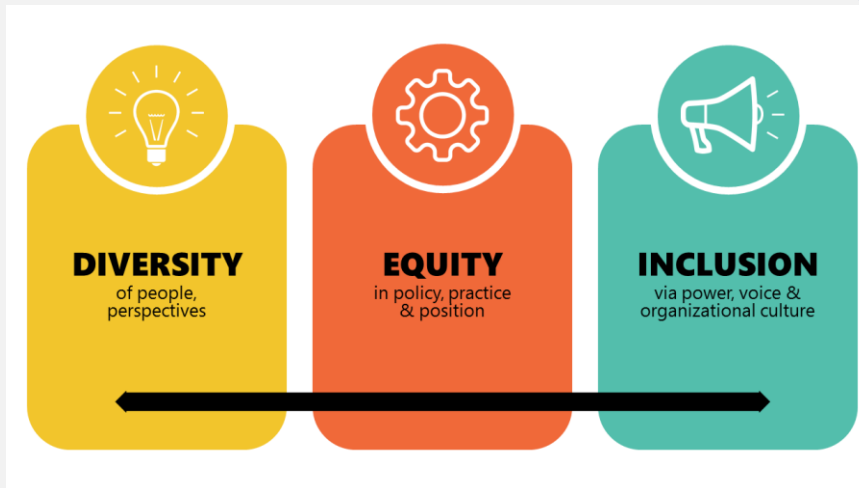 DIVERSITY
of people,
perspectives
EQUITY
in policy, practice
& position
INCLUSION
via power, voice &
organizational culture